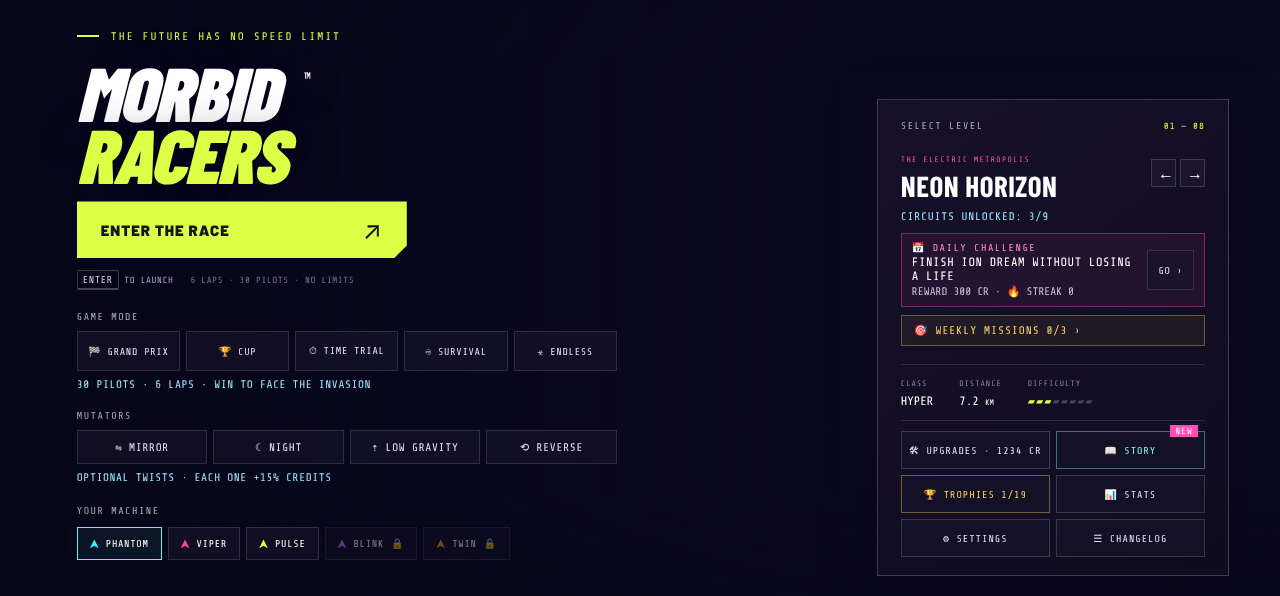 THE FUTURE HAS NO SPEED LIMIT
MORBID ™
RACERS
ENTER THE RACE
ENTER TO LAUNCH 6 LAPS · 30 PILOTS · NO LIMITS
GAME MODE
GRAND PRIX
CUP
TIME TRIAL
SURVIVAL
ENDLESS
30 PILOTS · 6 LAPS · WIN TO FACE THE INVASION
MUTATORS
MIRROR
NIGHT
LOW GRAVITY
REVERSE
OPTIONAL TWISTS · EACH ONE +15% CREDITS
YOUR MACHINE
PHANTOM
VIPER
PULSE
BLINK
TWIN
SELECT LEVEL
01 — 08
THE ELECTRIC METROPOLIS
NEON HORIZON
← →
CIRCUITS UNLOCKED: 3/9
DAILY CHALLENGE
FINISH ION DREAM WITHOUT LOSING
A LIFE
REWARD 300 CR · 🔥 STREAK 0
GO ›
WEEKLY MISSIONS 0/3 ›
CLASS DISTANCE DIFFICULTY
HYPER 7.2 KM
UPGRADES · 1234 CR
NEW
STORY
TROPHIES 1/19
STATS
SETTINGS
CHANGELOG